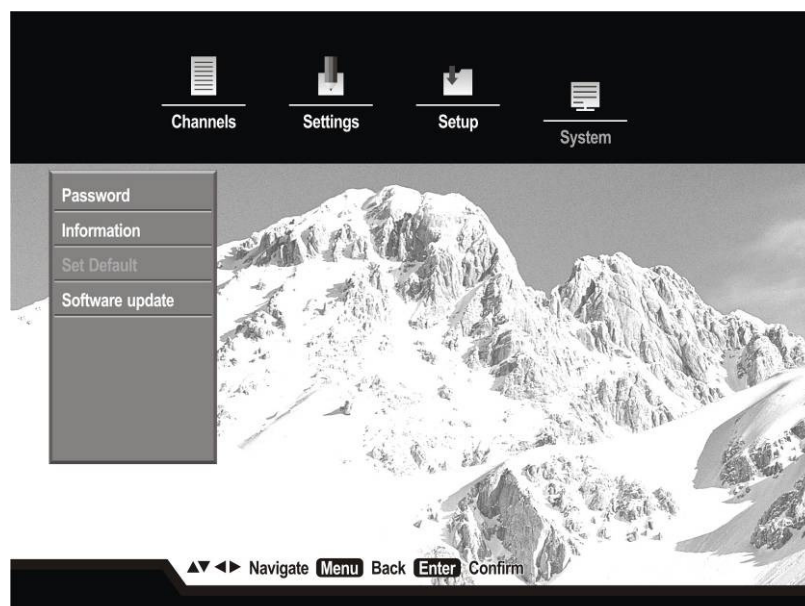 Channels Settings Setup System
Password
Information
Set Default
Software update
Navigate Menu Back Enter Confirm